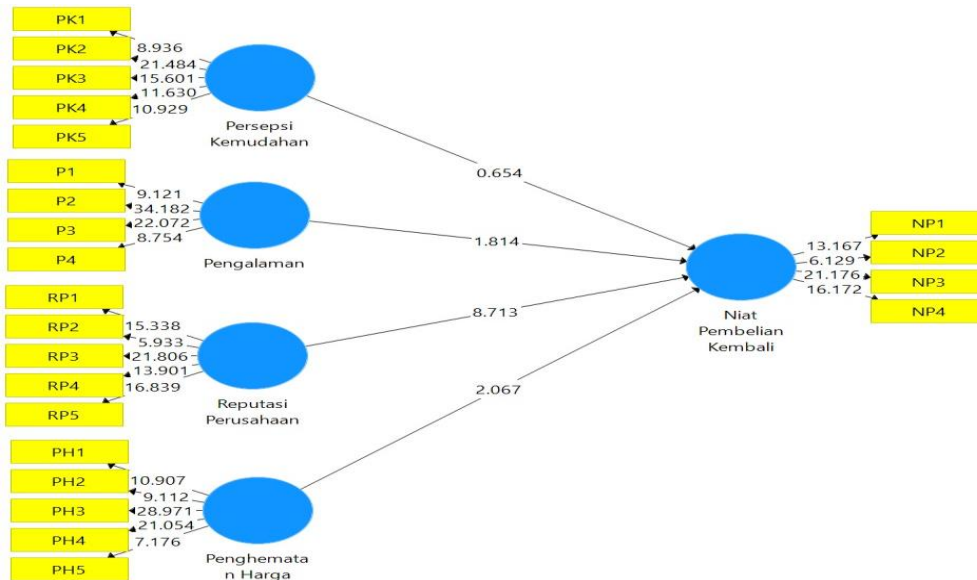 PK1
8.936
PK2
21.484
PK3
15.601
PK4
11.630
10.929
PK5
Persepsi
Kemudahan
0.654
P1
9.121
P2
34.182
P3
22.072
8.754
P4
Pengalaman
1.814
RP1
15.338
RP2
5.933
RP3
21.806
13.901
RP4
16.839
RP5
Reputasi
Perusahaan
8.713
PH1
10.907
PH2
9.112
PH3
28.971
21.054
PH4
7.176
PH5
Penghemata
n Harga
2.067
Niat
Pembelian
Kembali
13.167
NP1
6.129
NP2
21.176
NP3
16.172
NP4